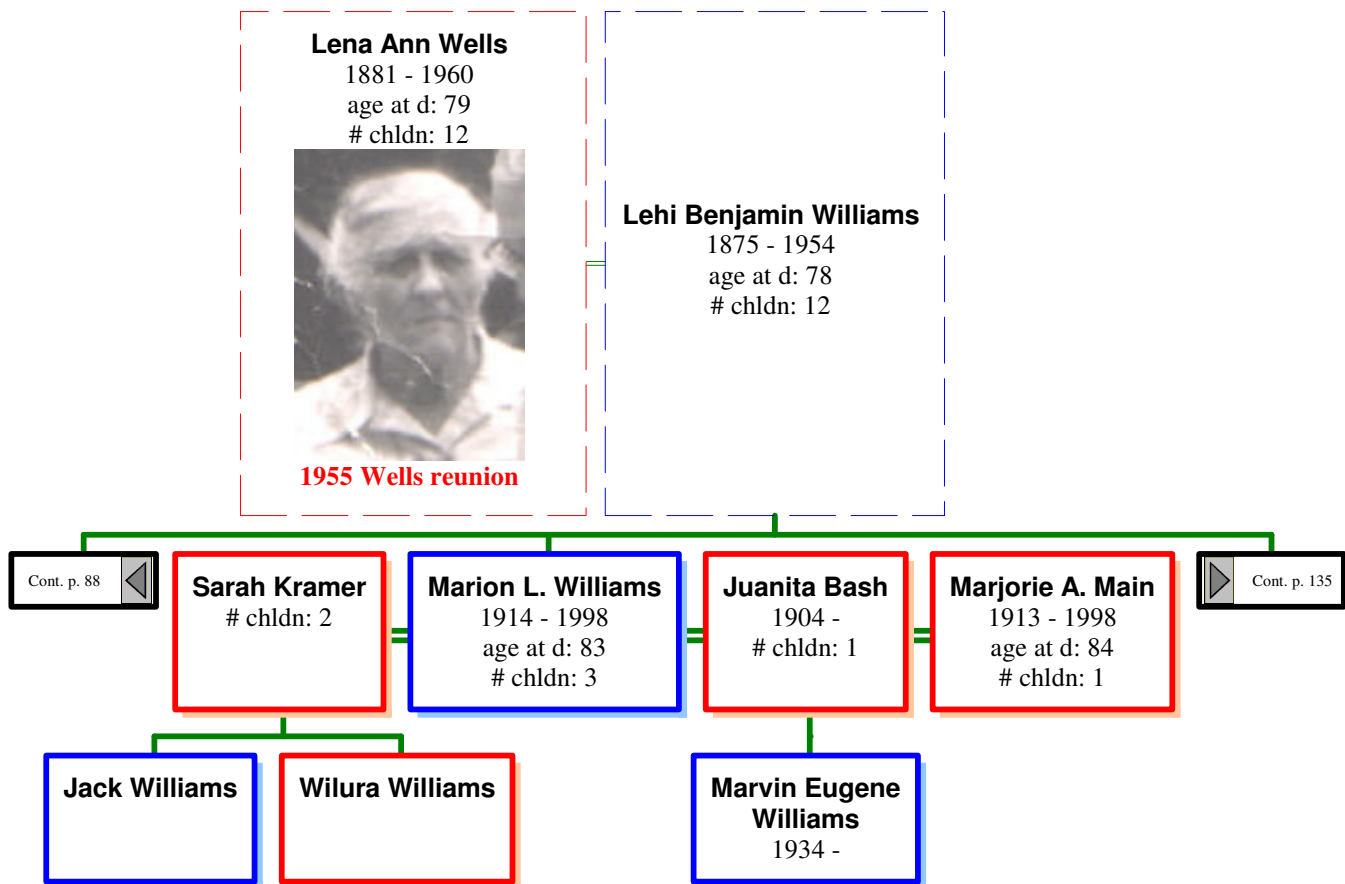 Lena Ann Wells
1881 - 1960
age at d: 79
# chldn: 12
1955 Wells reunion
Lehi Benjamin Williams
1875 - 1954
age at d: 78
# chldn: 12
Cont. p. 88
Sarah Kramer
# chldn: 2
Marion L. Williams
1914 - 1998
age at d: 83
# chldn: 3
Juanita Bash
1904 -
# chldn: 1
Marjorie A. Main
1913 - 1998
age at d: 84
# chldn: 1
Cont. p. 135
Jack Williams
Wilura Williams
Marvin Eugene
Williams
1934 -